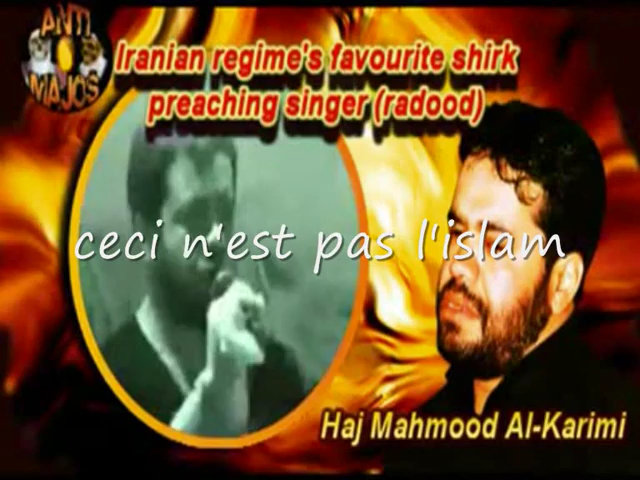 ANTI
MAJOS
Iranian regime's favourite shirk
preaching singer (radood)
ceci n'est pas l'islam
Haj Mahmood Al-Karimi